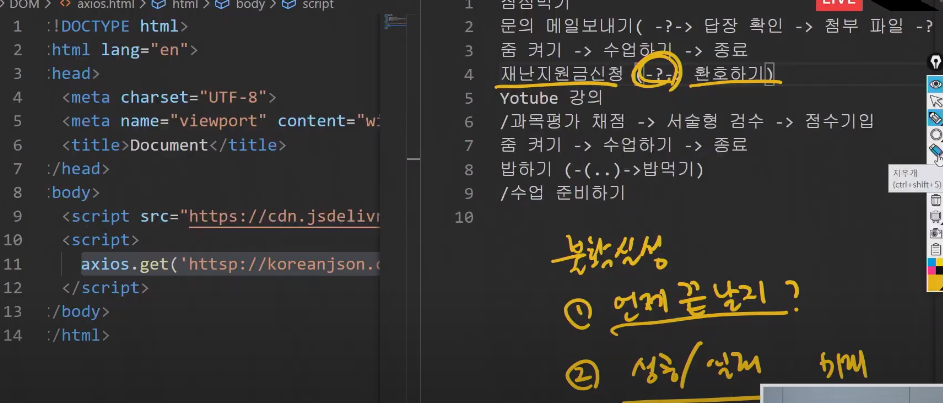 DOM > axios.html > html > body > script
1 <!DOCTYPE html>
2 <html lang="en">
3 <head>
4 <meta charset="UTF-8">
5 <meta name="viewport" content="wi
6 <title>Document</title>
7 </head>
8 <body>
9 <script src="https://cdn.jsdelivr
10 <script>
11 axios.get('httsp://koreanjson.c
12 </script>
13 </body>
14 </html>
LIVE
1
2 문의 메일보내기( -?-> 답장 확인 -> 첨부 파일 -?
3 줌 켜기 -> 수업하기 -> 종료
4 재난지원금신청 (-?-> 환호하기)
5 Yotube 강의
6 /과목평가 채점 -> 서술형 검수 -> 점수기입
7 줌 켜기 -> 수업하기 -> 종료
8 밥하기 (-(..)->밥먹기)
9 /수업 준비하기
10
지우개
(ctrl+shift+5)
불확실성
① 언제 끝날지?
② 성공/실패